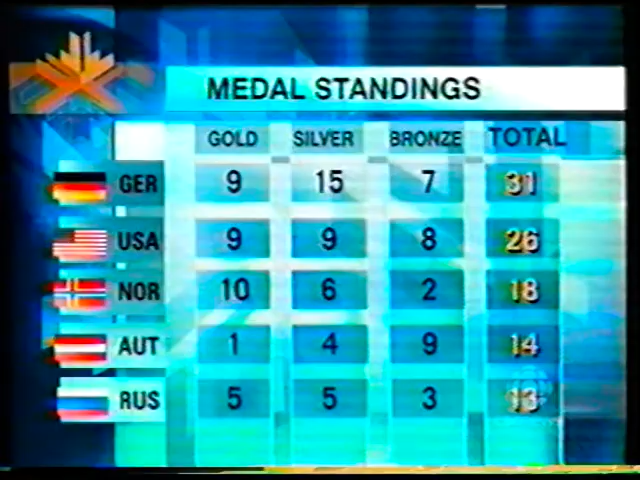 MEDAL STANDINGS
GOLD SILVER BRONZE TOTAL
GER 9 15 7 31
USA 9 9 8 26
NOR 10 6 2 18
AUT 1 4 9 14
RUS 5 5 3 13